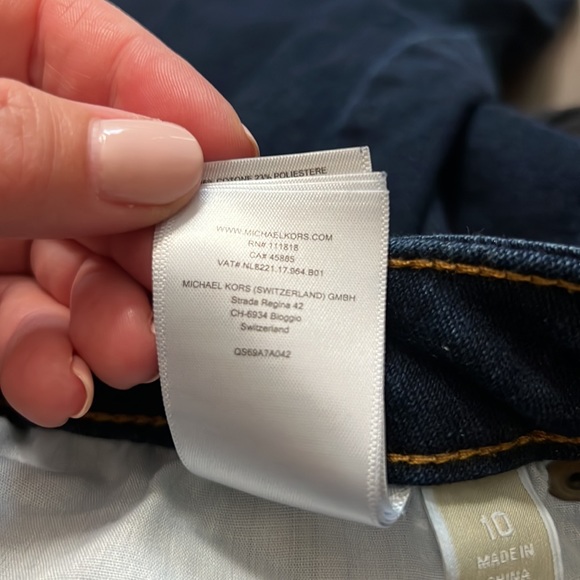 COTONE 23% POLIESTERE
WWW.MICHAELKORS.COM
RN# 111818
CA# 45885
VAT# NL8221.17.964.B01
MICHAEL KORS (SWITZERLAND) GMBH
Strada Regina 42
CH-6934 Bioggio
Switzerland
QS69A7A042
10
MADE IN
CHINA